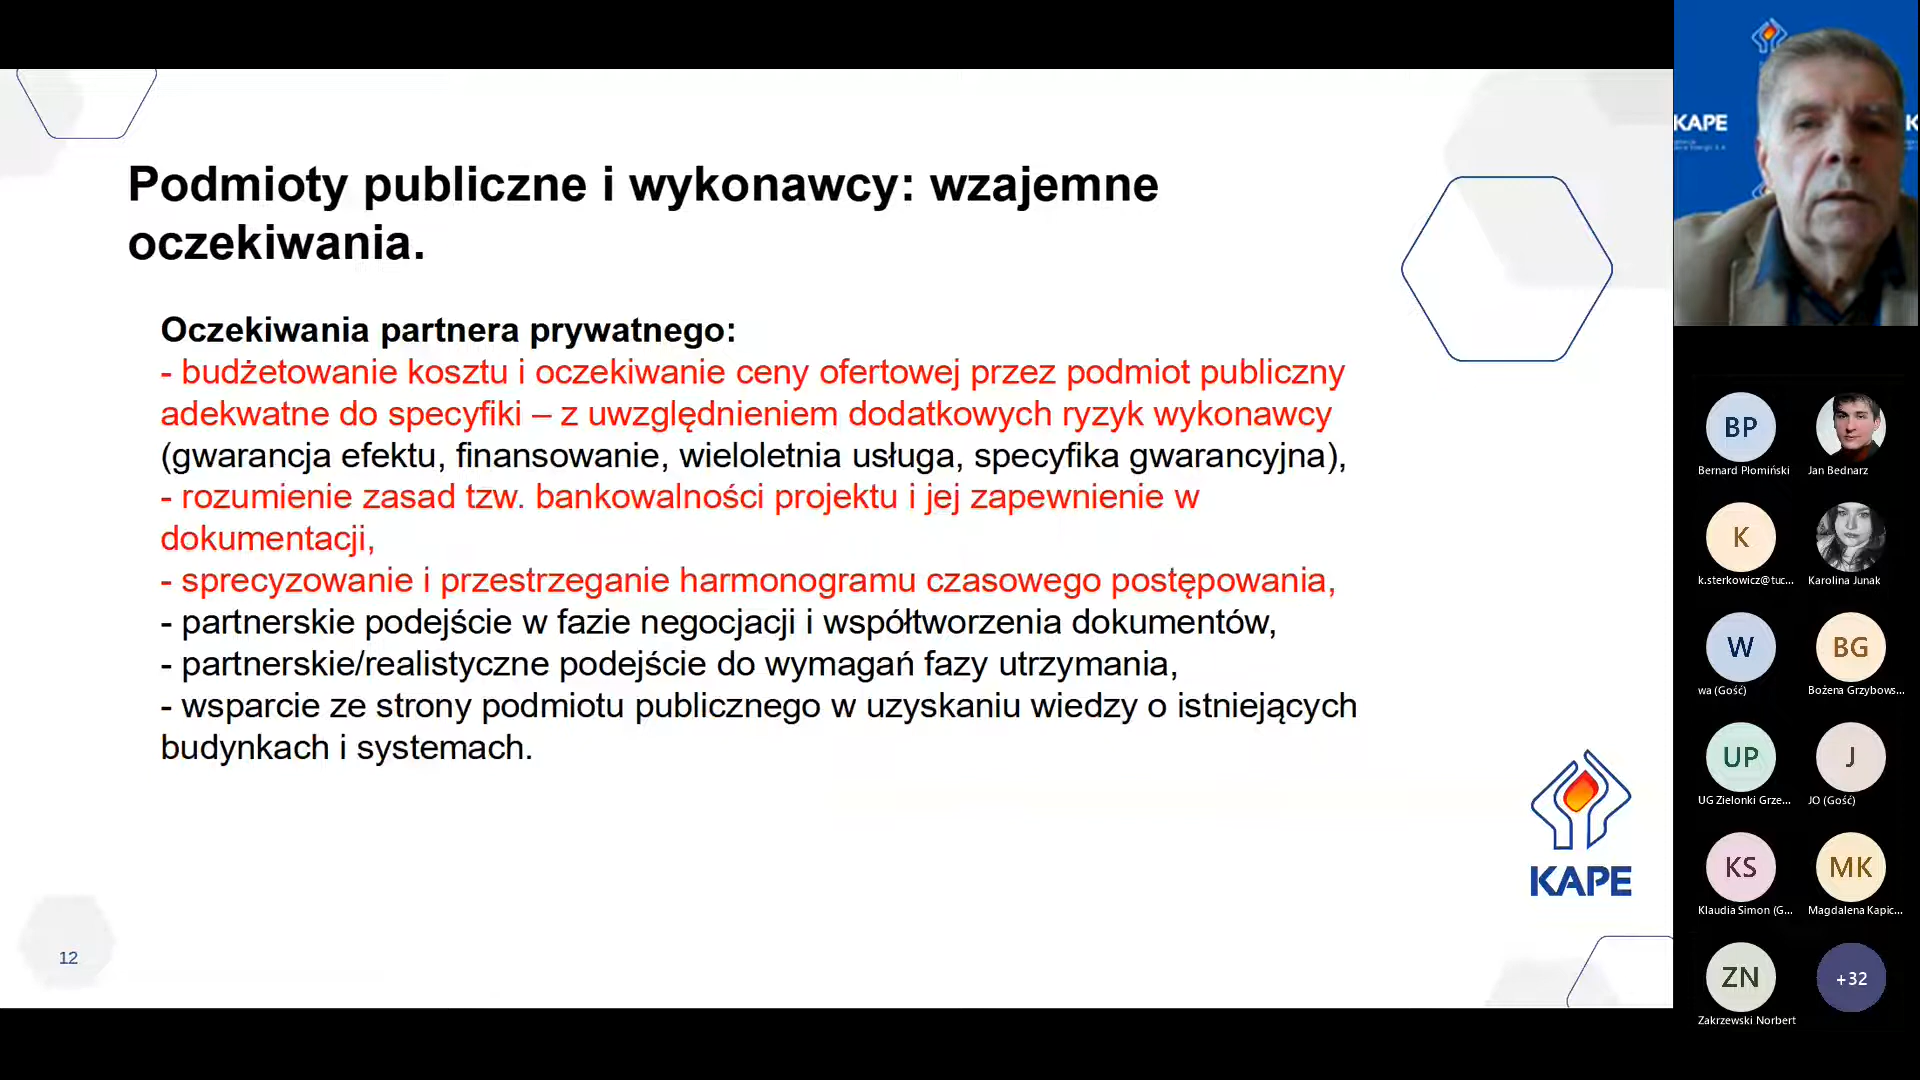 Podmioty publiczne i wykonawcy: wzajemne
oczekiwania.
Oczekiwania partnera prywatnego:
- budżetowanie kosztu i oczekiwanie ceny ofertowej przez podmiot publiczny
adekwatne do specyfiki – z uwzględnieniem dodatkowych ryzyk wykonawcy
(gwarancja efektu, finansowanie, wieloletnia usługa, specyfika gwarancyjna),
- rozumienie zasad tzw. bankowalności projektu i jej zapewnienie w
dokumentacji,
- sprecyzowanie i przestrzeganie harmonogramu czasowego postępowania,
- partnerskie podejście w fazie negocjacji i współtworzenia dokumentów,
- partnerskie/realistyczne podejście do wymagań fazy utrzymania,
- wsparcie ze strony podmiotu publicznego w uzyskaniu wiedzy o istniejących
budynkach i systemach.
KAPE
12
KAPE
K
BP
Bernard Płomiński
Jan Bednarz
K
k.sterkowicz@tuc...
Karolina Junak
W
wa (Gość)
BG
Bożena Grzybows...
UP
UG Zielonki Grze...
J
JO (Gość)
KS
Klaudia Simon (G...
MK
Magdalena Kapic...
ZN
Zakrzewski Norbert
+32